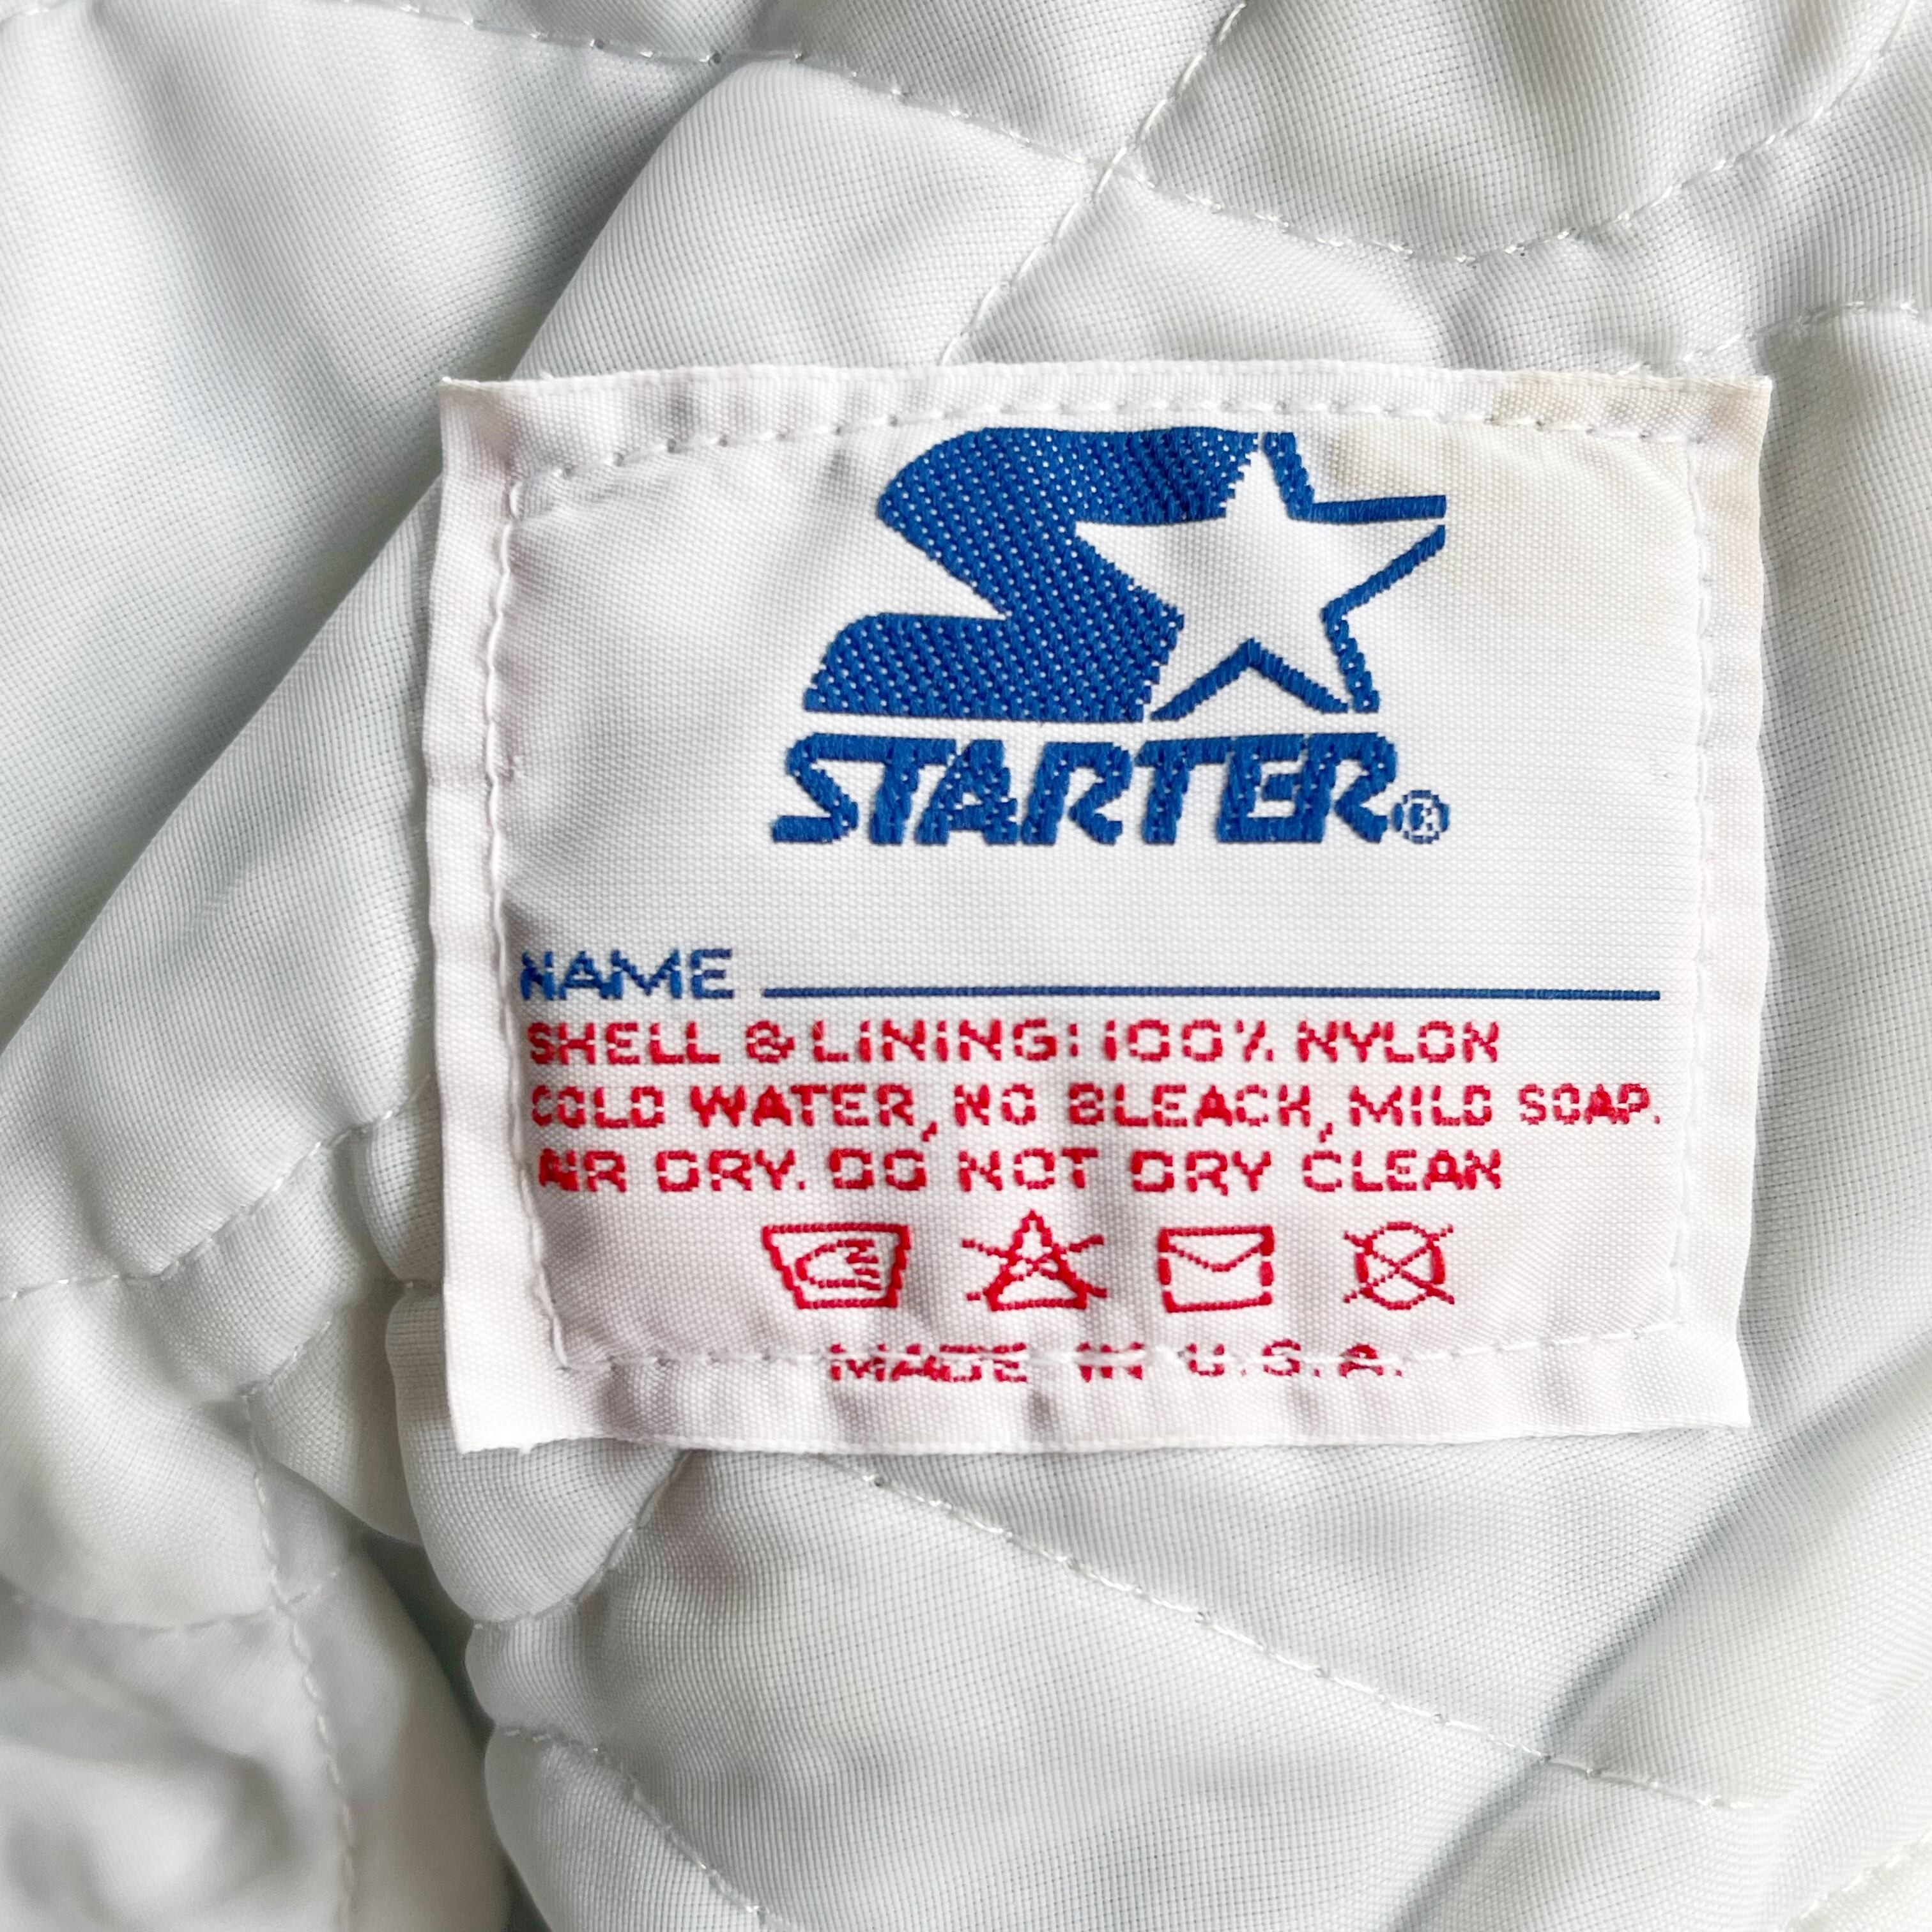 STARTER®
NAME
SHELL & LINING: 100% NYLON
COLD WATER, NO BLEACH, MILD SOAP.
AIR DRY. DO NOT DRY CLEAN
MADE IN U.S.A.